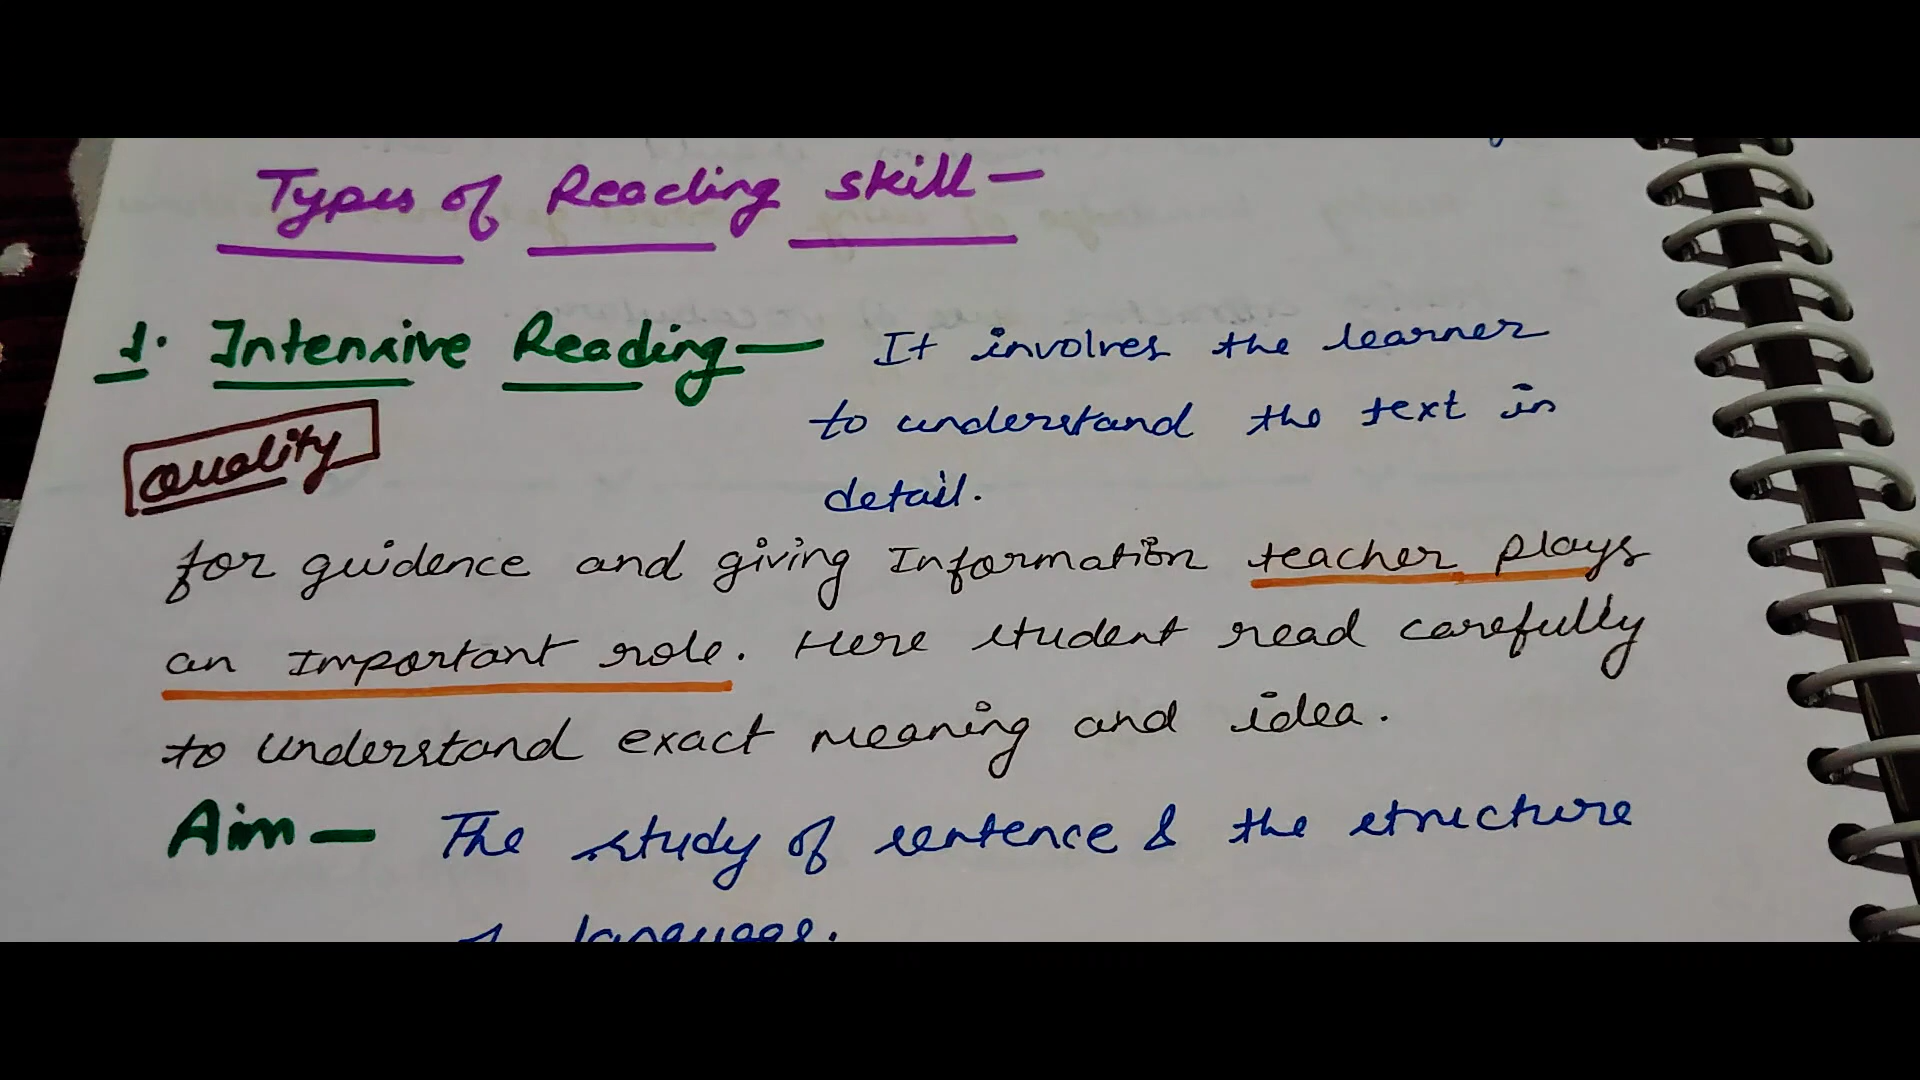 Types of Reading skill-
1. Intensive Reading- It involves the learner
to understand the text in
Quality
detail.
for guidence and giving Information teacher plays
an Important role. Here student read carefully
to understand exact meaning and idea.
Aim- The study of sentence & the structure
of language.